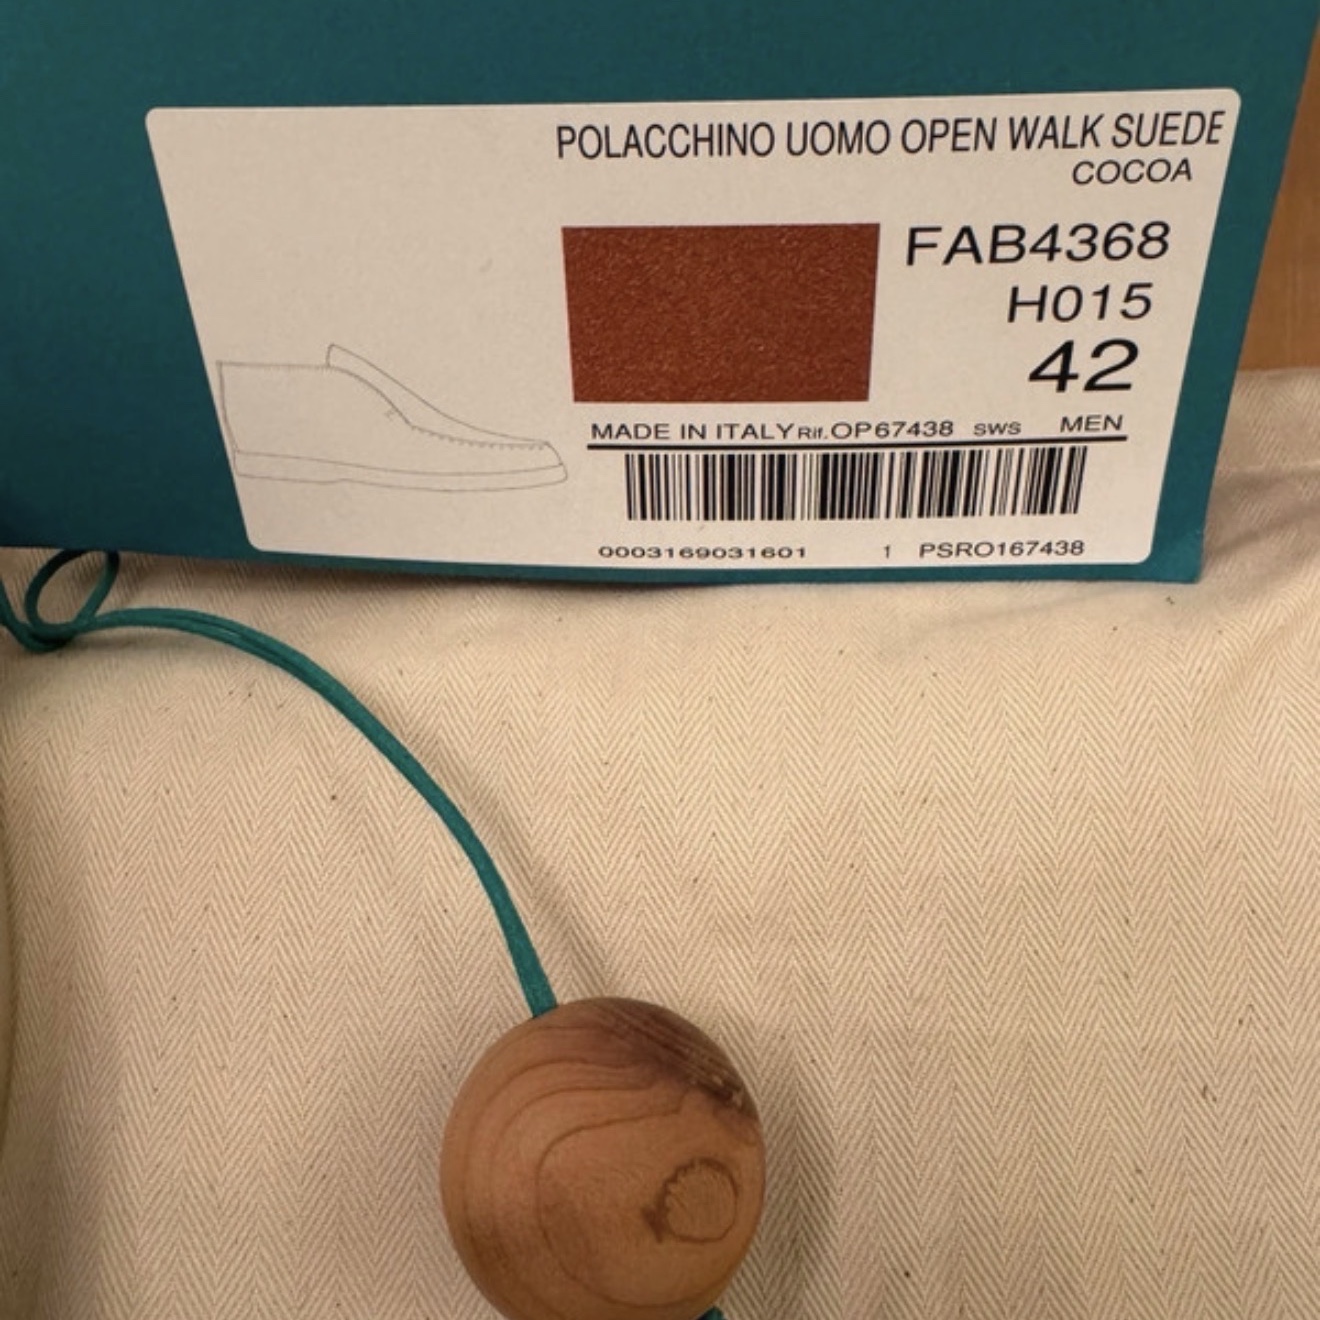 POLACCHINO UOMO OPEN WALK SUEDE
COCOA
FAB4368
H015
42
MADE IN ITALY Rif. OP67438 SWS MEN
0003169031601 1 PSRO167438